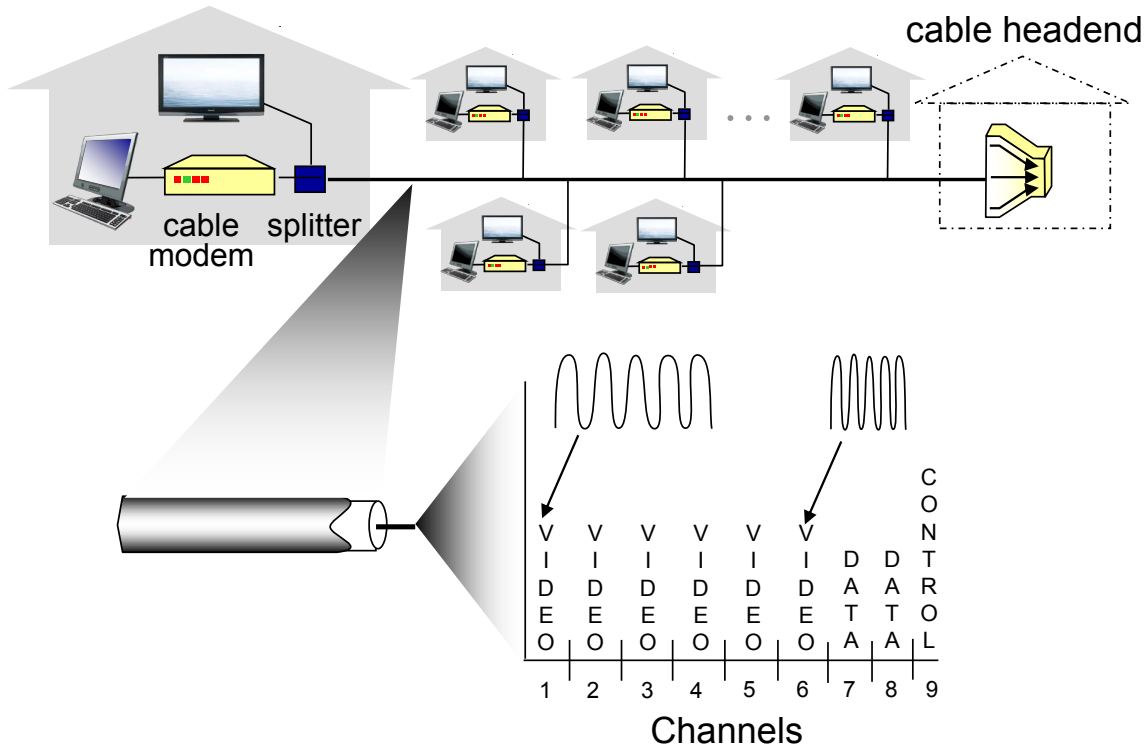 cable headend
cable
modem
splitter
CONTROL
VIDEO
VIDEO
VIDEO
VIDEO
VIDEO
VIDEO
DATA
DATA
1 2 3 4 5 6 7 8 9
Channels